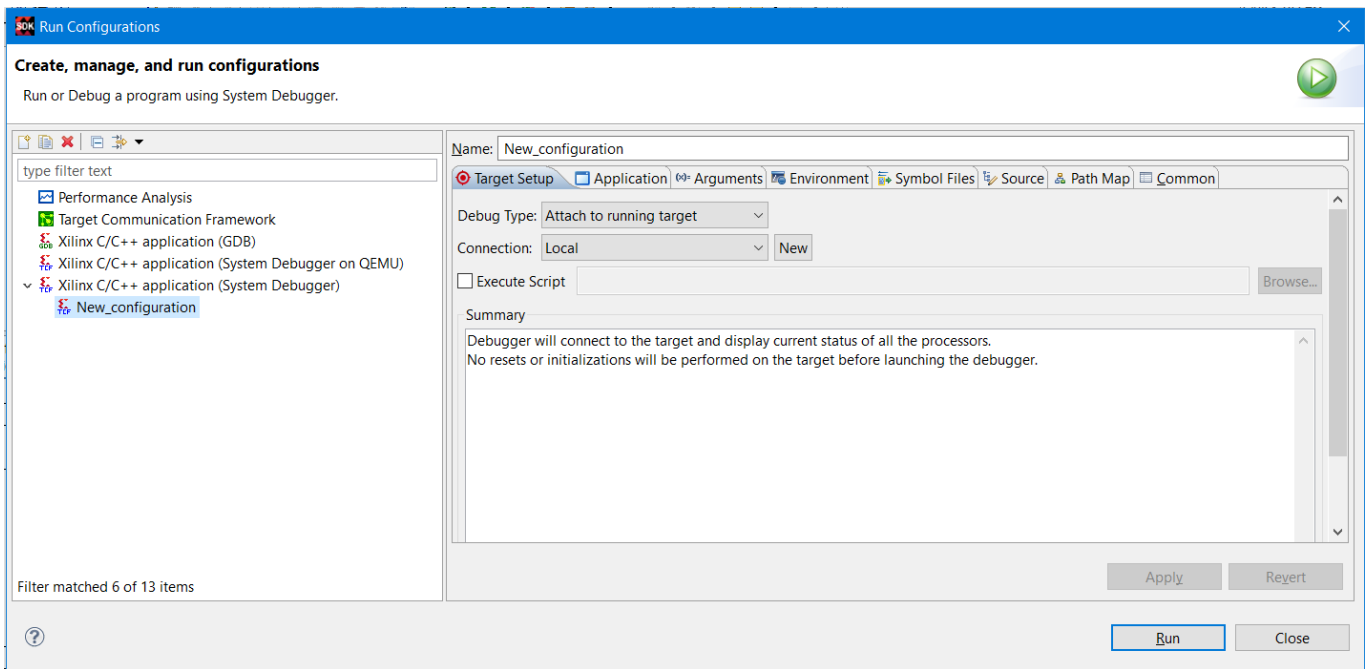 SDK Run Configurations
Create, manage, and run configurations
Run or Debug a program using System Debugger.
type filter text
Performance Analysis
Target Communication Framework
Xilinx C/C++ application (GDB)
Xilinx C/C++ application (System Debugger on QEMU)
Xilinx C/C++ application (System Debugger)
New_configuration
Filter matched 6 of 13 items
Name: New_configuration
Target Setup Application Arguments Environment Symbol Files Source Path Map Common
Debug Type: Attach to running target
Connection: Local New
Execute Script Browse...
Summary
Debugger will connect to the target and display current status of all the processors.
No resets or initializations will be performed on the target before launching the debugger.
Apply Revert
Run Close